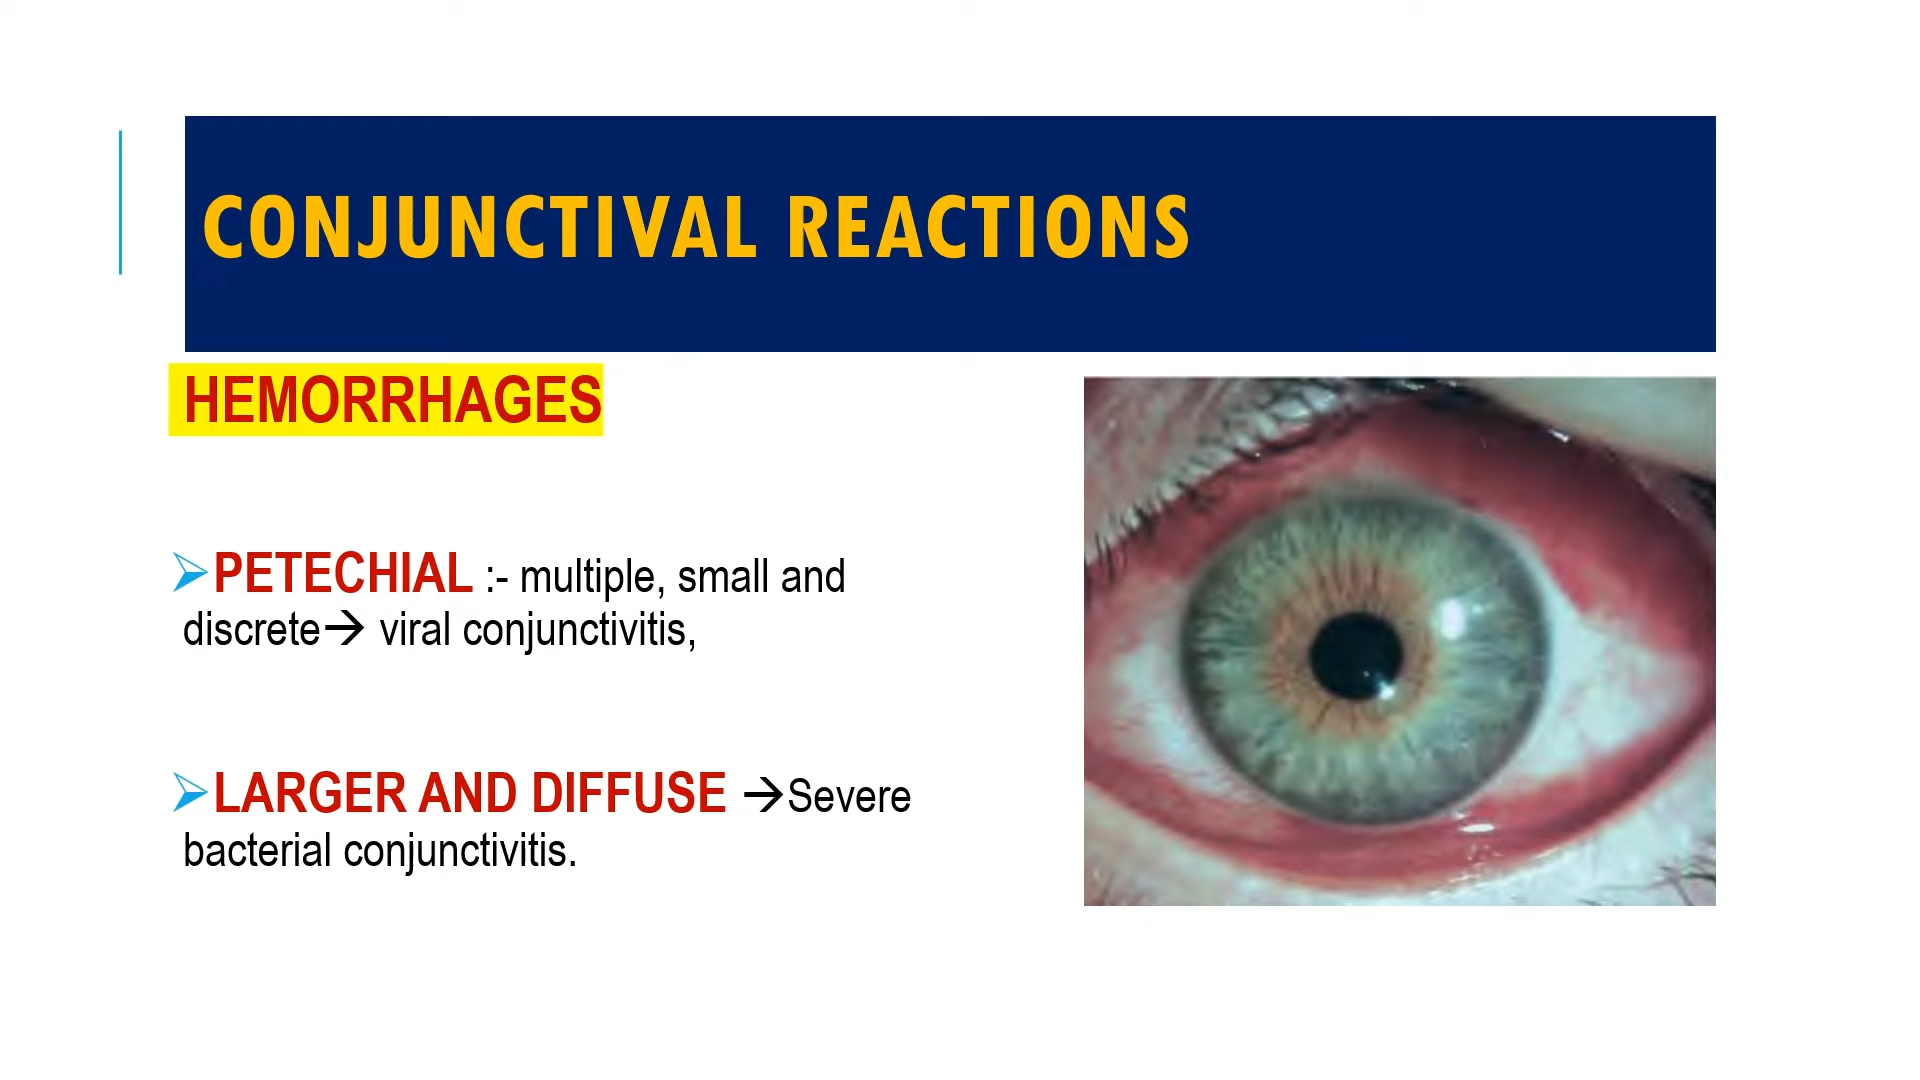 CONJUNCTIVAL REACTIONS
HEMORRHAGES
➢PETECHIAL :- multiple, small and
discrete→ viral conjunctivitis,
➢LARGER AND DIFFUSE →Severe
bacterial conjunctivitis.